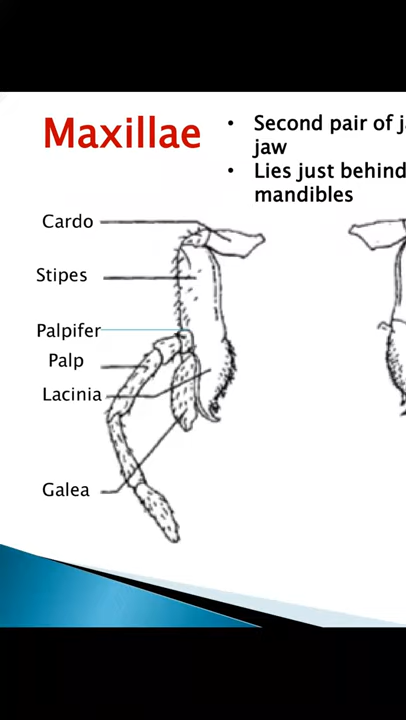 Maxillae
• Second pair of
jaw
• Lies just behind
mandibles
Cardo
Stipes
Palpifer
Palp
Lacinia
Galea